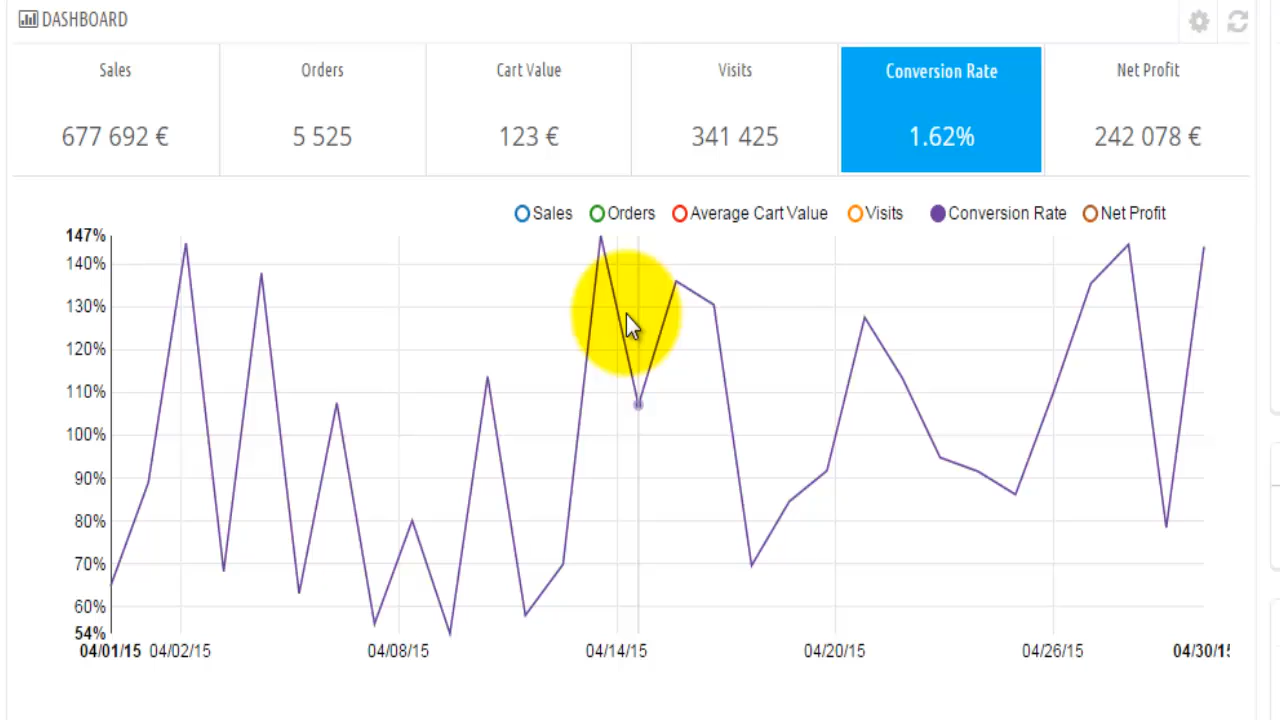 DASHBOARD
Sales Orders Cart Value Visits Conversion Rate Net Profit
677 692 € 5 525 123 € 341 425 1.62% 242 078 €
Sales Orders Average Cart Value Visits Conversion Rate Net Profit
147%
140%
130%
120%
110%
100%
90%
80%
70%
60%
54%
04/01/15 04/02/15 04/08/15 04/14/15 04/20/15 04/26/15 04/30/15